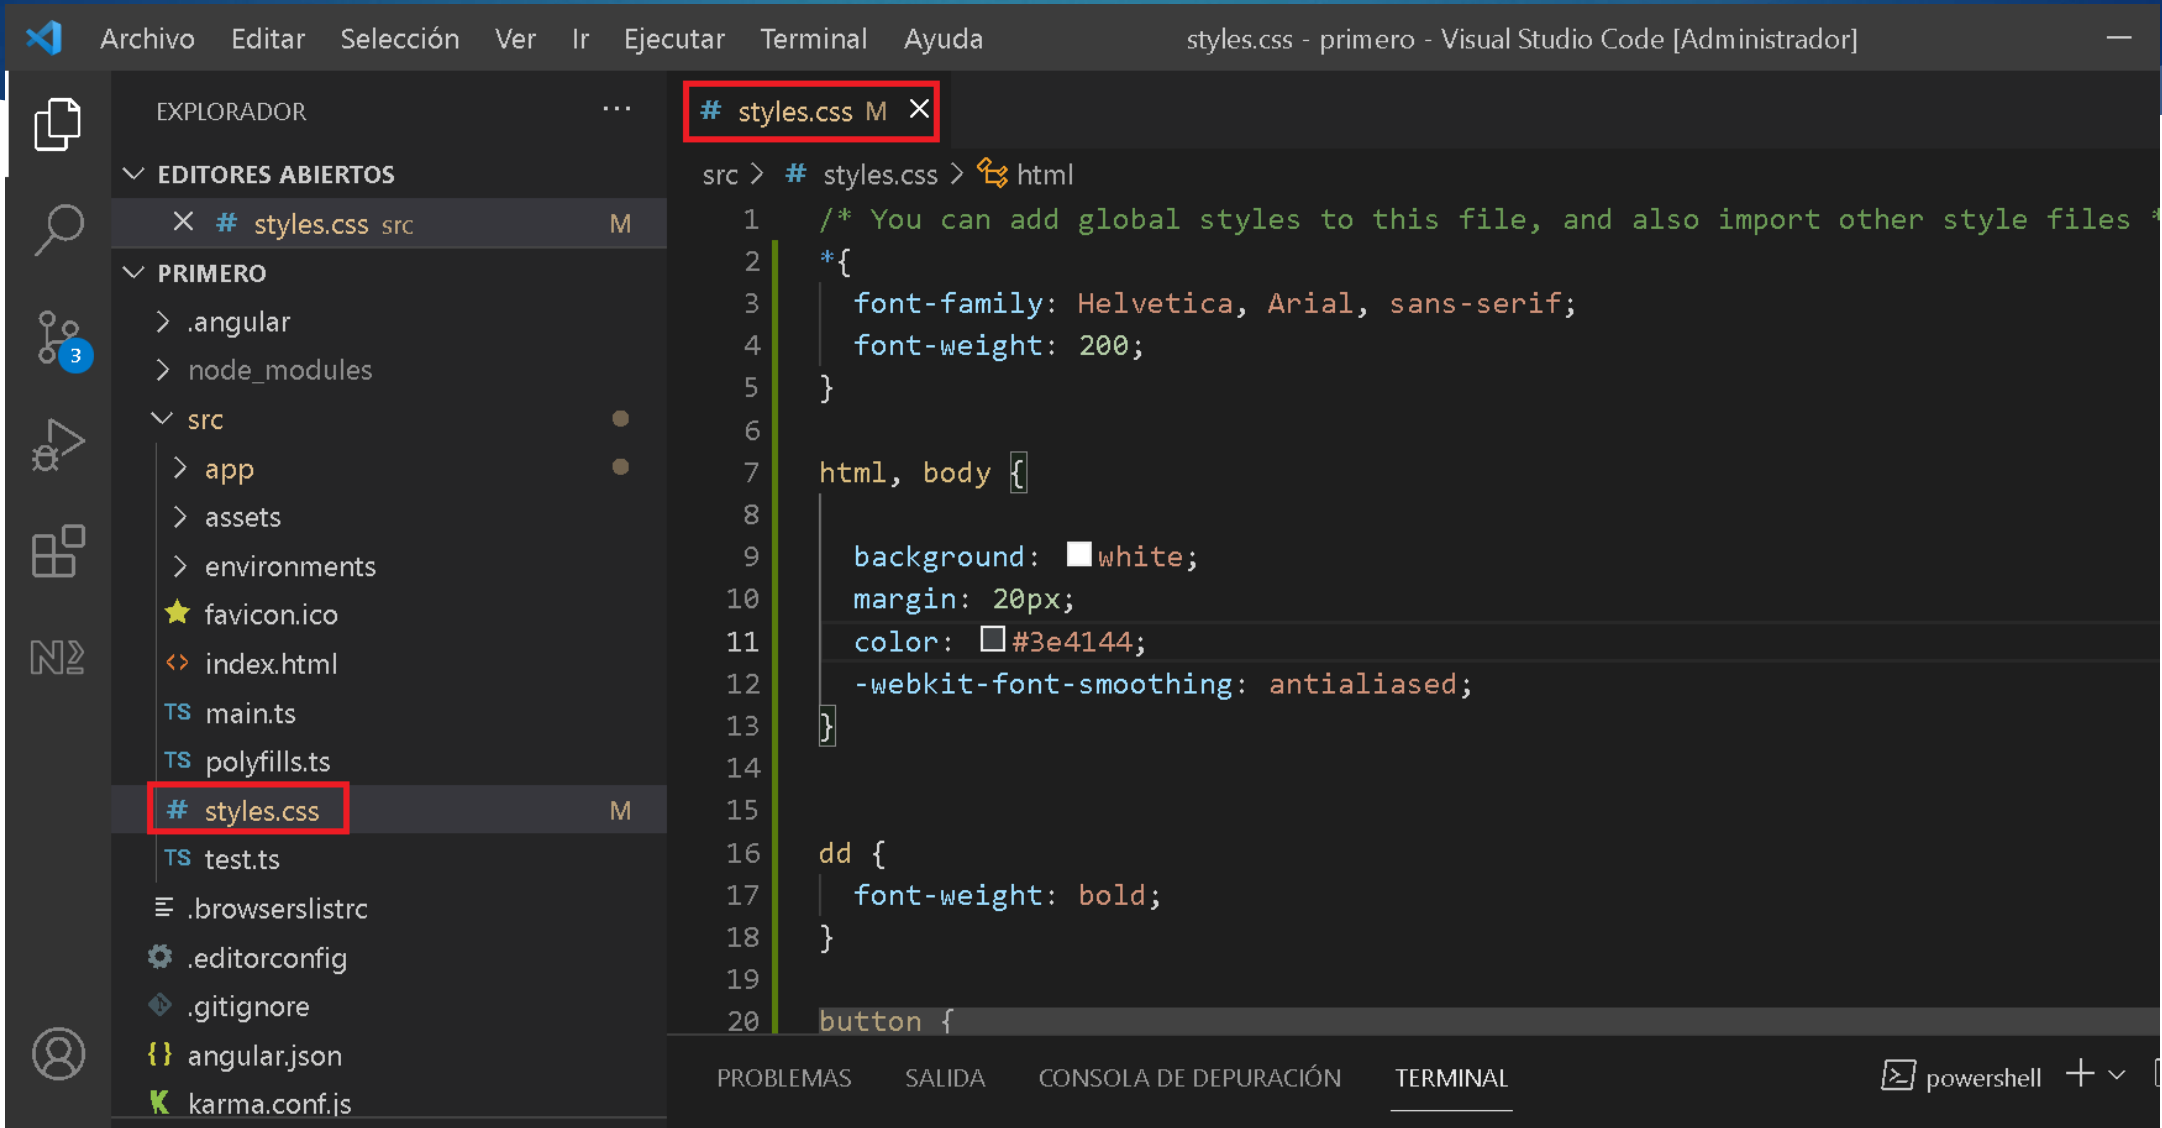 Archivo Editar Selección Ver Ir Ejecutar Terminal Ayuda styles.css - primero - Visual Studio Code [Administrador]
EXPLORADOR ···
EDITORES ABIERTOS
# styles.css src M
PRIMERO
.angular
node_modules
src
app
assets
environments
favicon.ico
<> index.html
TS main.ts
TS polyfills.ts
# styles.css M
TS test.ts
.browserslistrc
.editorconfig
.gitignore
{} angular.json
K karma.conf.js
3
# styles.css M
src > # styles.css > html
1 /* You can add global styles to this file, and also import other style files *
2 *{
3 font-family: Helvetica, Arial, sans-serif;
4 font-weight: 200;
5 }
6
7 html, body {
8
9 background: white;
10 margin: 20px;
11 color: #3e4144;
12 -webkit-font-smoothing: antialiased;
13 }
14
15
16 dd {
17 font-weight: bold;
18 }
19
20 button {
PROBLEMAS SALIDA CONSOLA DE DEPURACIÓN TERMINAL powershell